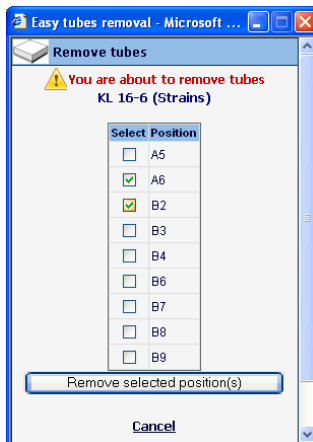 Easy tubes removal - Microsoft ...
Remove tubes
You are about to remove tubes
KL 16-6 (Strains)
Select Position
A5
A6
B2
B3
B4
B6
B7
B8
B9
Remove selected position(s)
Cancel